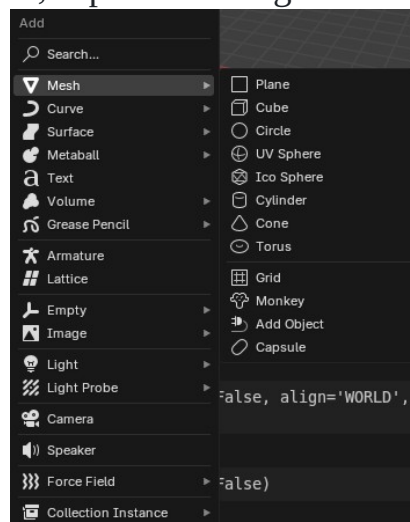 Add
Search...
Mesh
Curve
Surface
Metaball
Text
Volume
Grease Pencil
Armature
Lattice
Empty
Image
Light
Light Probe
Camera
Speaker
Force Field
Collection Instance
Plane
Cube
Circle
UV Sphere
Ico Sphere
Cylinder
Cone
Torus
Grid
Monkey
Add Object
Capsule
False, align='WORLD',
False)